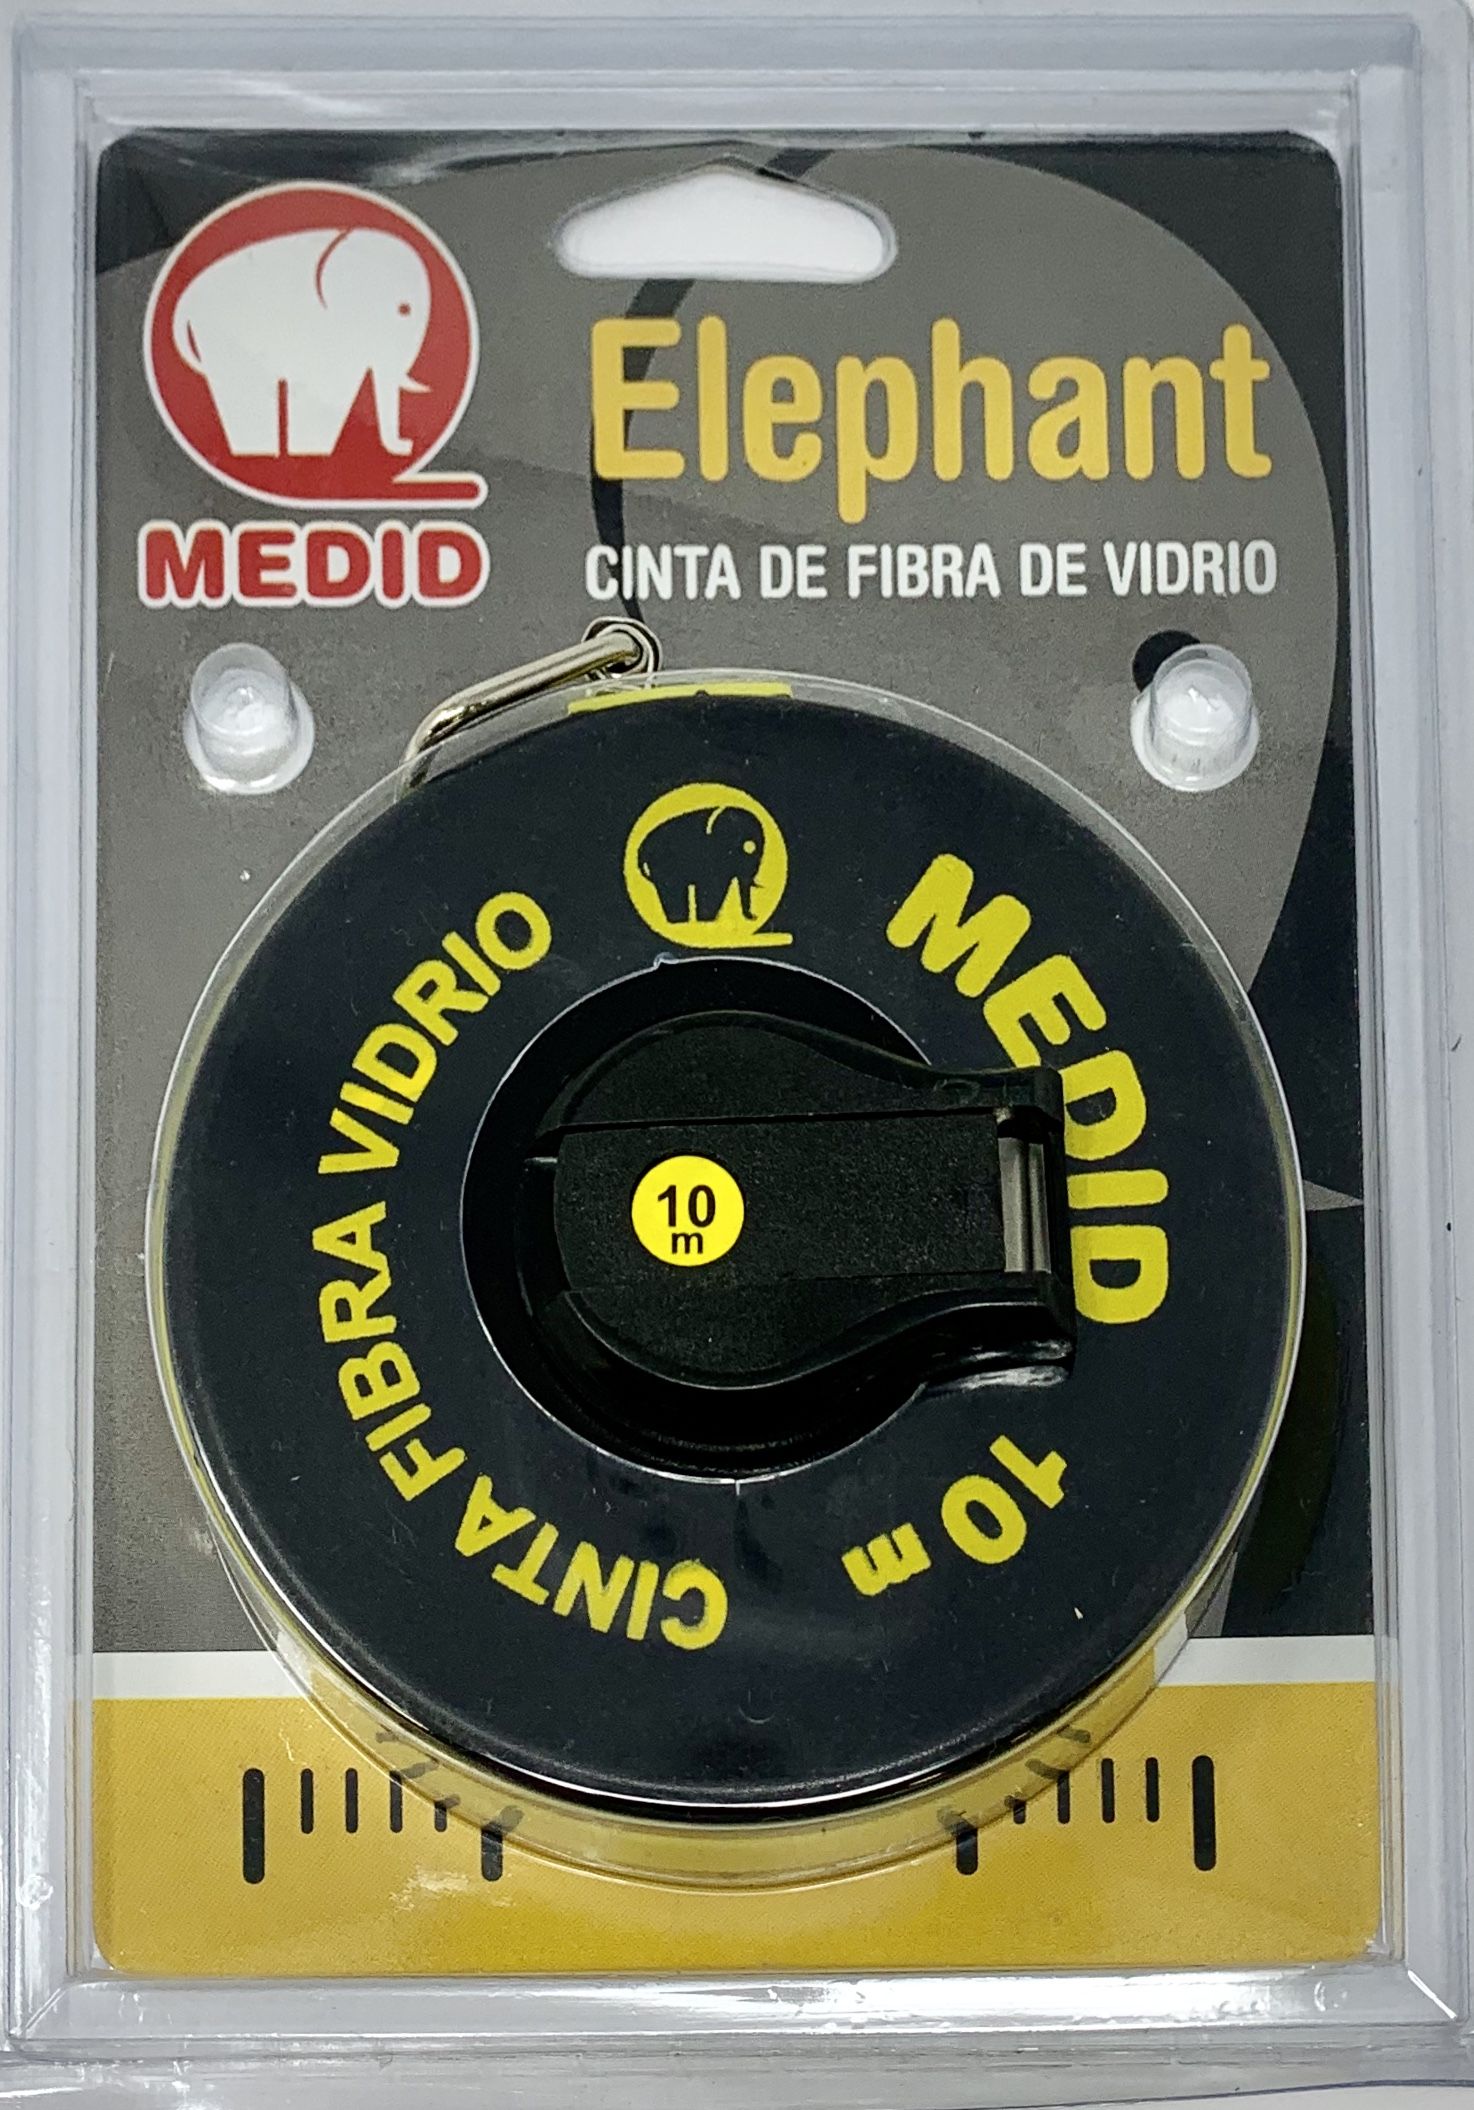 MEDID
Elephant
CINTA DE FIBRA DE VIDRIO
MEDID
10 m
CINTA FIBRA VIDRIO
10
m